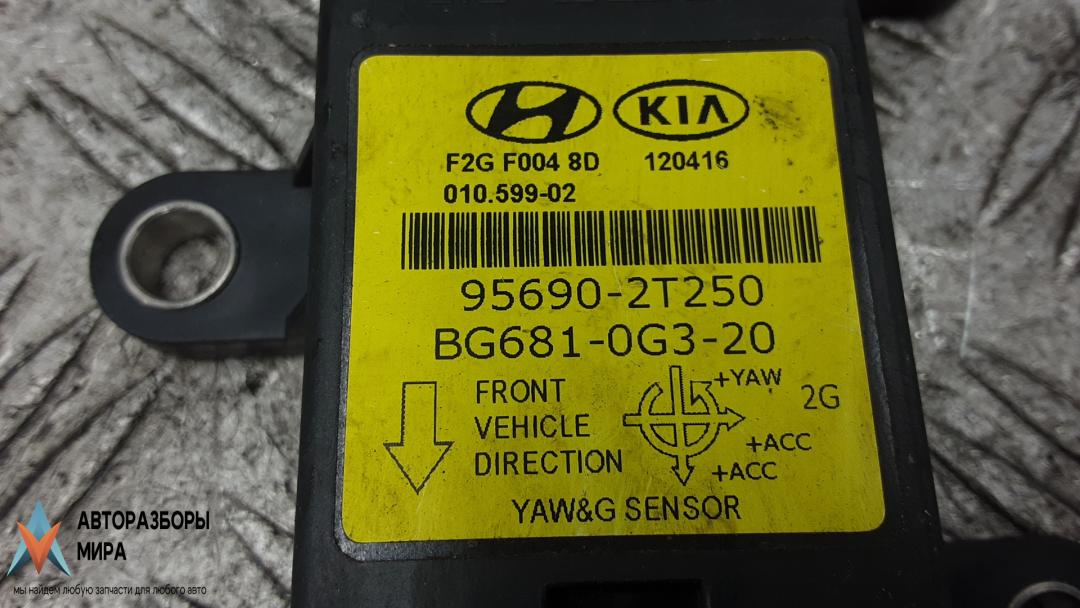 KIA
F2G F004 8D 120416
010.599-02
95690-2T250
BG681-0G3-20
FRONT
VEHICLE
DIRECTION
+YAW
2G
+ACC
+ACC
YAW&G SENSOR
АВТОРАЗБОРЫ
МИРА
мы найдем любую запчасти для любого авто